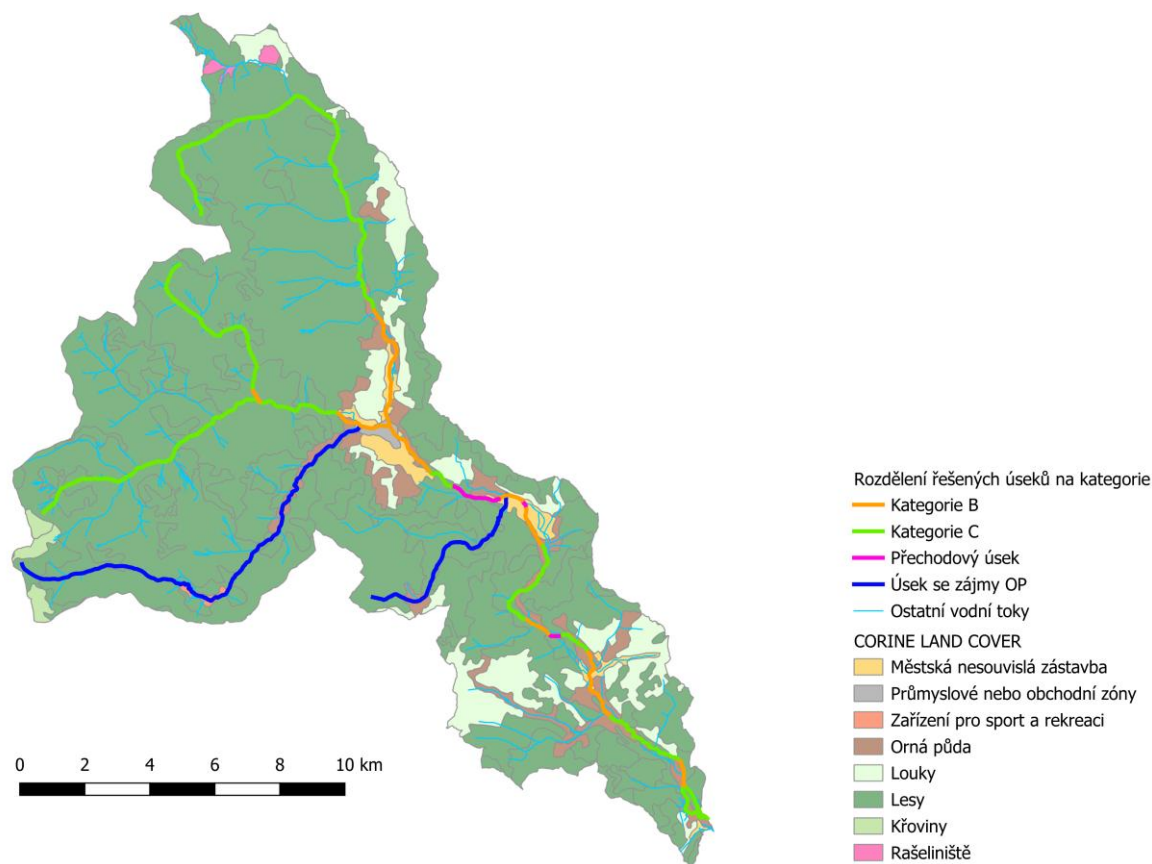 Rozdělení řešených úseků na kategorie
Kategorie B
Kategorie C
Přechodový úsek
Úsek se zájmy OP
Ostatní vodní toky
CORINE LAND COVER
Městská nesouvislá zástavba
Průmyslové nebo obchodní zóny
Zařízení pro sport a rekreaci
Orná půda
Louky
Lesy
Křoviny
Rašeliniště
0 2 4 6 8 10 km